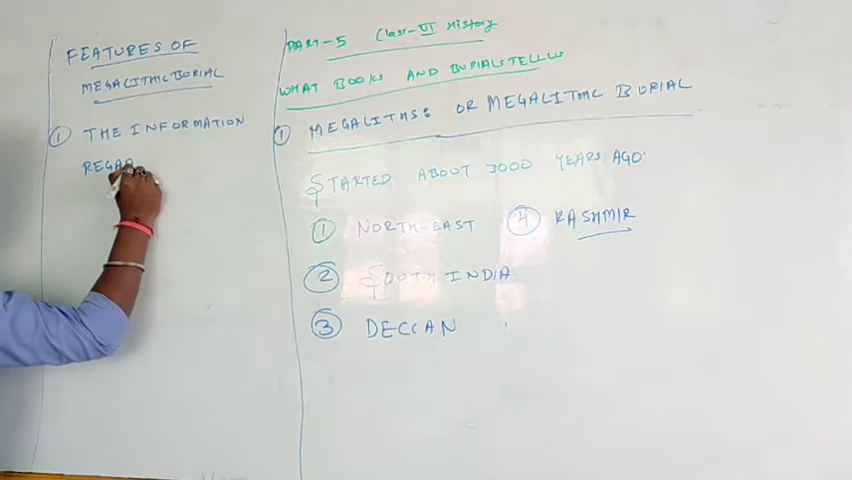 FEATURES OF
MEGALITHIC BURIAL
① THE INFORMATION
REGAR
PART-5 Class-VI History
WHAT BOOKS AND BURIALS TELL US
① MEGALITHS: OR MEGALITHIC BURIAL
STARTED ABOUT 3000 YEARS AGO.
① NORTH-EAST ④ KASHMIR
② SOUTH INDIA
③ DECCAN